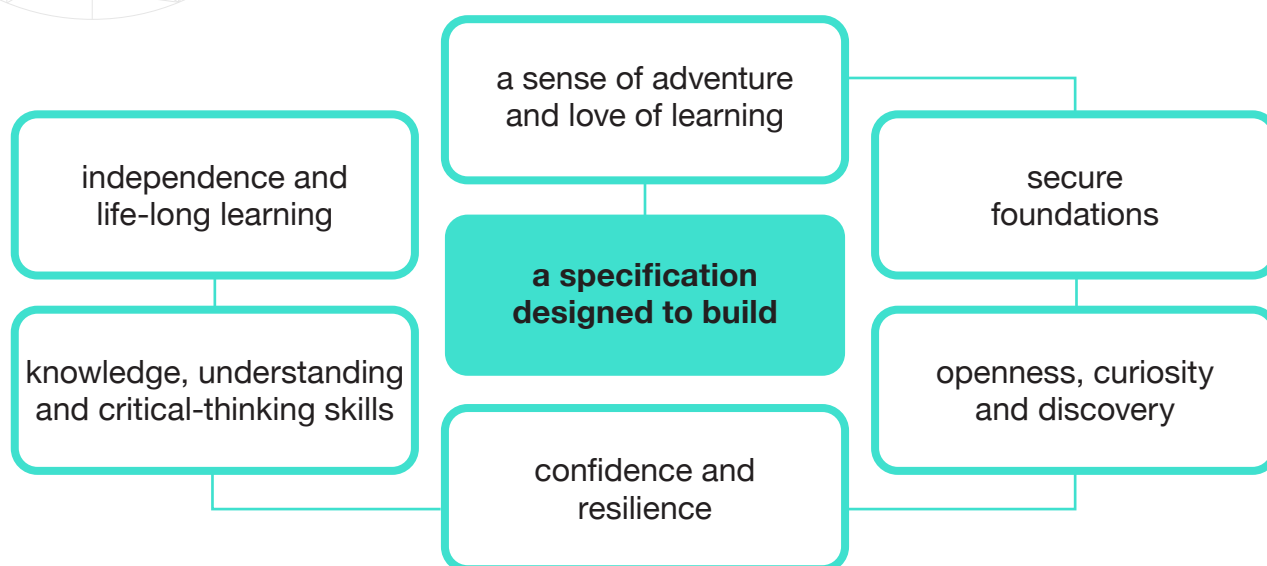 a sense of adventure
and love of learning
independence and
life-long learning
secure
foundations
a specification
designed to build
knowledge, understanding
and critical-thinking skills
openness, curiosity
and discovery
confidence and
resilience